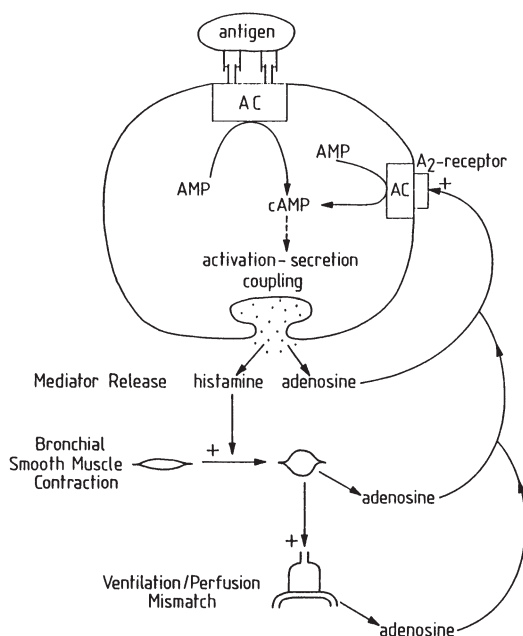 antigen
AC
AMP
AMP
A2-receptor
AC
+
cAMP
activation-secretion
coupling
Mediator Release histamine adenosine
Bronchial
Smooth Muscle
Contraction
+
adenosine
+
Ventilation/Perfusion
Mismatch
adenosine